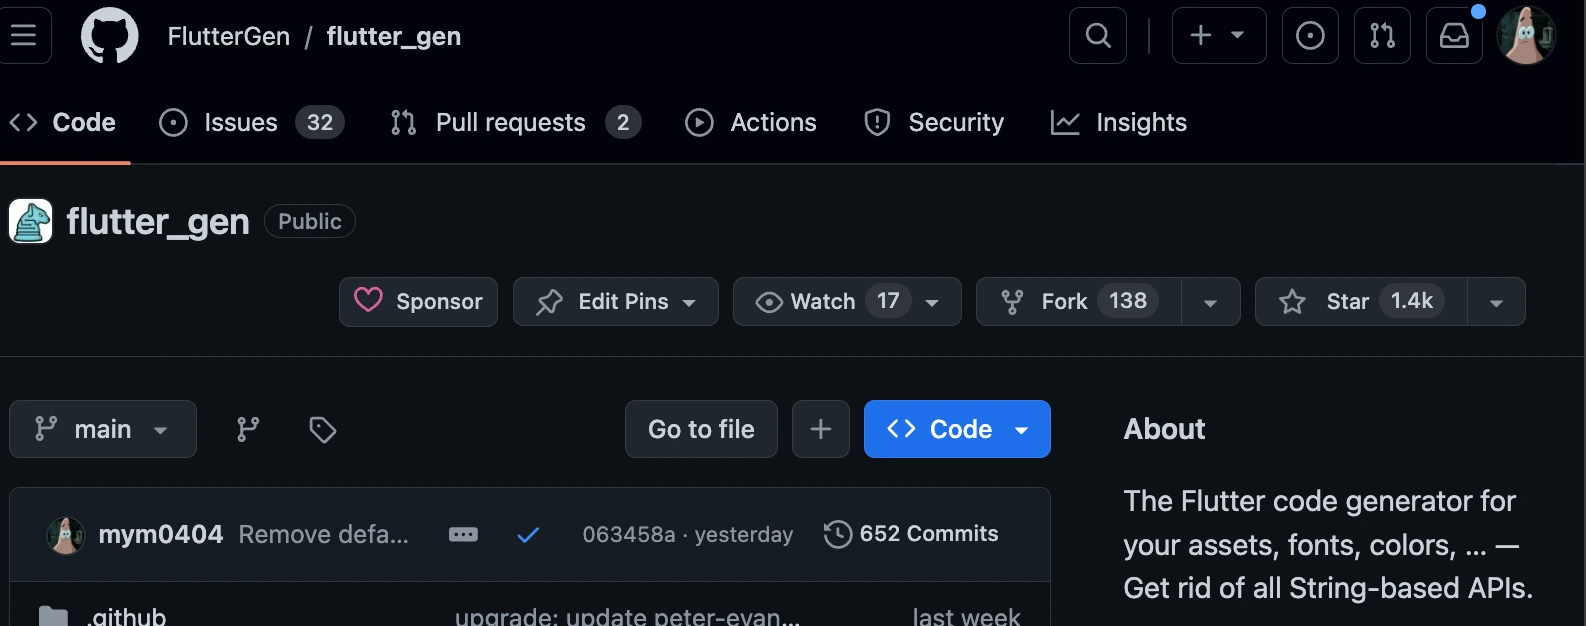 FlutterGen / flutter_gen
Code Issues 32 Pull requests 2 Actions Security Insights
flutter_gen Public
Sponsor Edit Pins Watch 17 Fork 138 Star 1.4k
main Go to file Code
mym0404 Remove defa... 063458a · yesterday 652 Commits
.github upgrade: update peter-evan... last week
About
The Flutter code generator for
your assets, fonts, colors, ... —
Get rid of all String-based APIs.